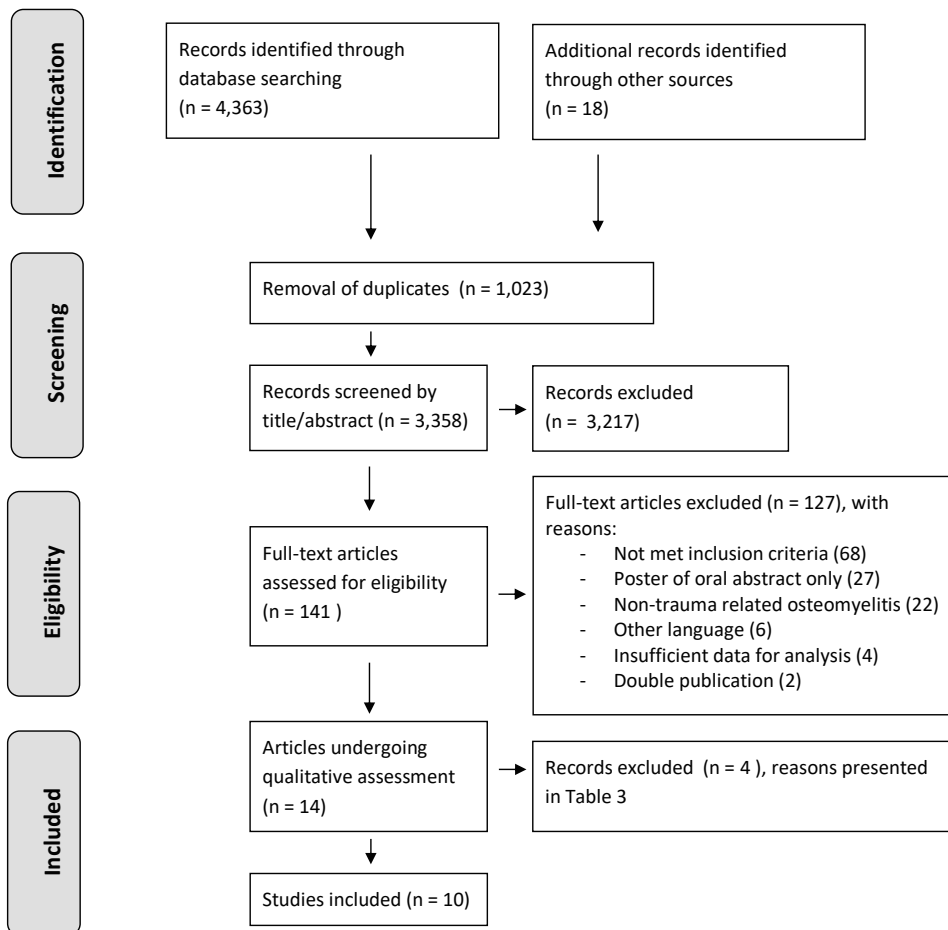 Identification
Records identified through
database searching
(n = 4,363)
Additional records identified
through other sources
(n = 18)
Screening
Removal of duplicates (n = 1,023)
Records screened by
title/abstract (n = 3,358)
Records excluded
(n = 3,217)
Eligibility
Full-text articles
assessed for eligibility
(n = 141 )
Full-text articles excluded (n = 127), with
reasons:
- Not met inclusion criteria (68)
- Poster of oral abstract only (27)
- Non-trauma related osteomyelitis (22)
- Other language (6)
- Insufficient data for analysis (4)
- Double publication (2)
Included
Articles undergoing
qualitative assessment
(n = 14)
Records excluded (n = 4 ), reasons presented
in Table 3
Studies included (n = 10)